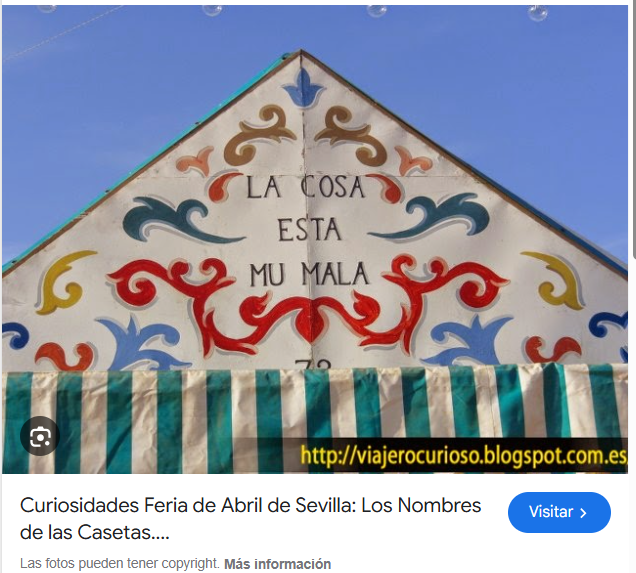 LA COSA
ESTA
MU MALA
http://viajerocurioso.blogspot.com.es
Curiosidades Feria de Abril de Sevilla: Los Nombres
de las Casetas....
Visitar
Las fotos pueden tener copyright. Más información